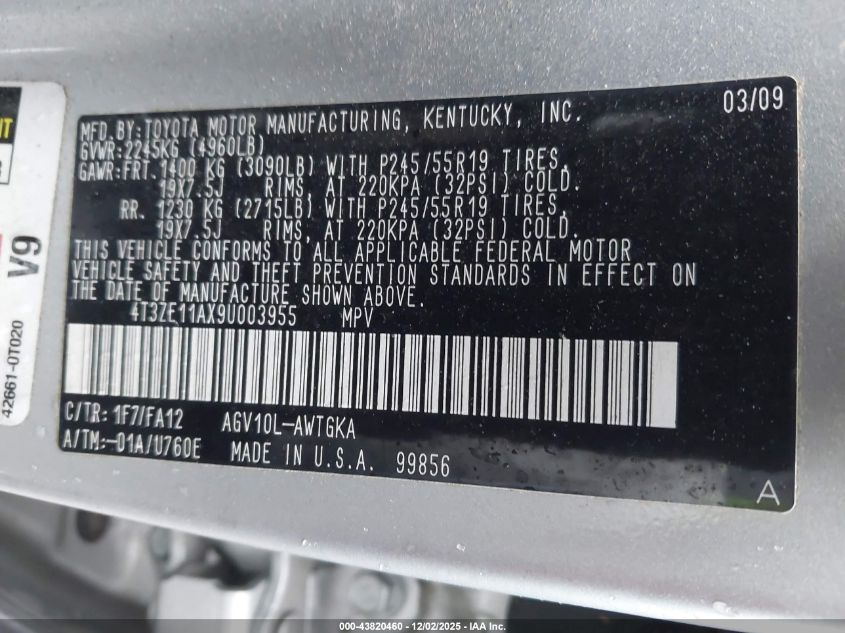 03/09
MFD.BY:TOYOTA MOTOR MANUFACTURING, KENTUCKY, INC.
GVWR:2245KG (4960LB)
GAWR:FRT.1400 KG (3090LB) WITH P245/55R19 TIRES,
19X7.5J RIMS, AT 220KPA (32PSI) COLD.
RR. 1230 KG (2715LB) WITH P245/55R19 TIRES,
19X7.5J RIMS, AT 220KPA (32PSI) COLD.
THIS VEHICLE CONFORMS TO ALL APPLICABLE FEDERAL MOTOR
VEHICLE SAFETY AND THEFT PREVENTION STANDARDS IN EFFECT ON
THE DATE OF MANUFACTURE SHOWN ABOVE.
4T3ZE11AX9U003955 MPV
C/TR: 1F7/FA12 AGV10L-AWTGKA
A/TM:-01A/U760E MADE IN U.S.A. 99856
A
V9
42661-0T020
000-43820460 - 12/02/2025 - IAA Inc.